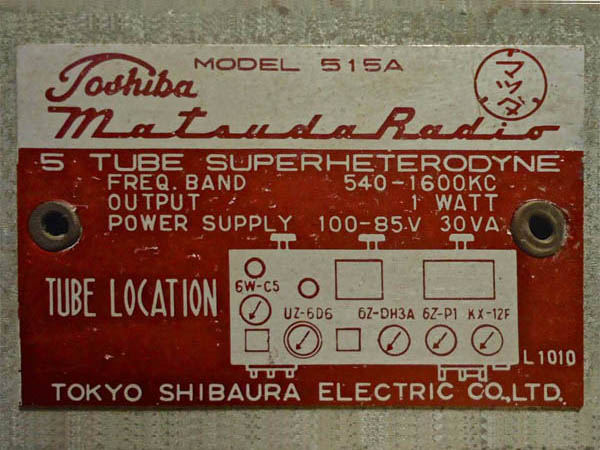 Toshiba MODEL 515A マツダ
Matsuda Radio
5 TUBE SUPERHETERODYNE
FREQ. BAND 540-1600KC
OUTPUT 1 WATT
POWER SUPPLY 100-85V 30VA
TUBE LOCATION
6W-C5
UZ-6D6 6Z-DH3A 6Z-P1 KX-12F
L1010
TOKYO SHIBAURA ELECTRIC CO.,LTD.